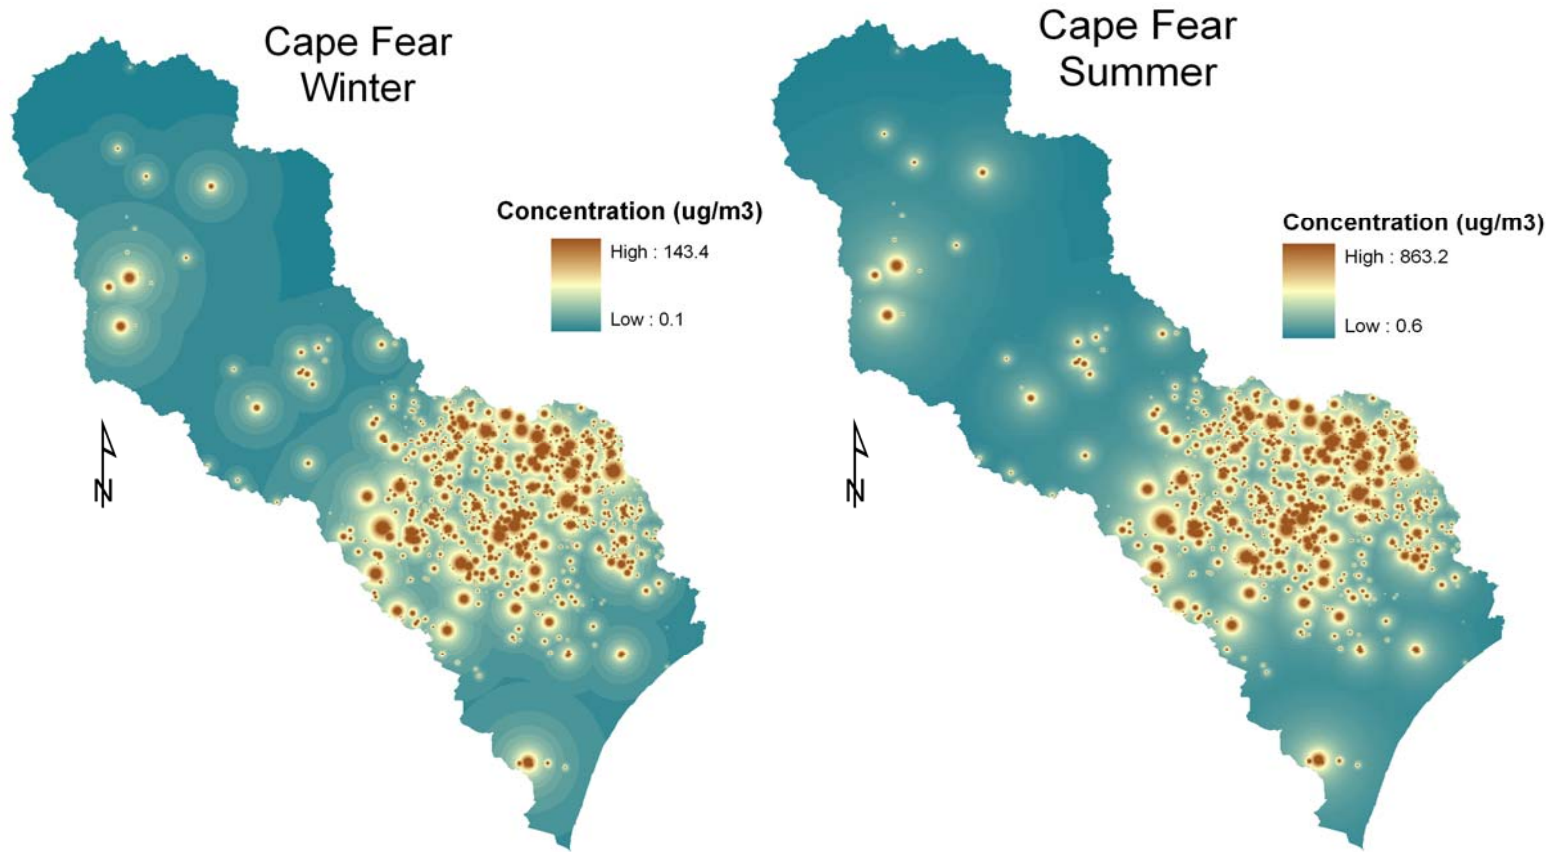 Cape Fear
Winter
Concentration (ug/m3)
High : 143.4
Low : 0.1
N
Cape Fear
Summer
Concentration (ug/m3)
High : 863.2
Low : 0.6
N